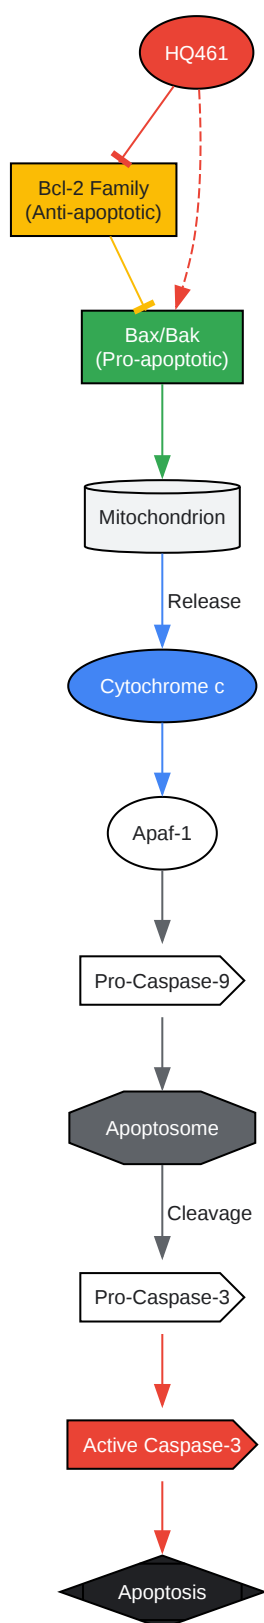 HQ461
Bcl-2 Family
(Anti-apoptotic)
Bax/Bak
(Pro-apoptotic)
Mitochondrion
Release
Cytochrome c
Apaf-1
Pro-Caspase-9
Apoptosome
Cleavage
Pro-Caspase-3
Active Caspase-3
Apoptosis